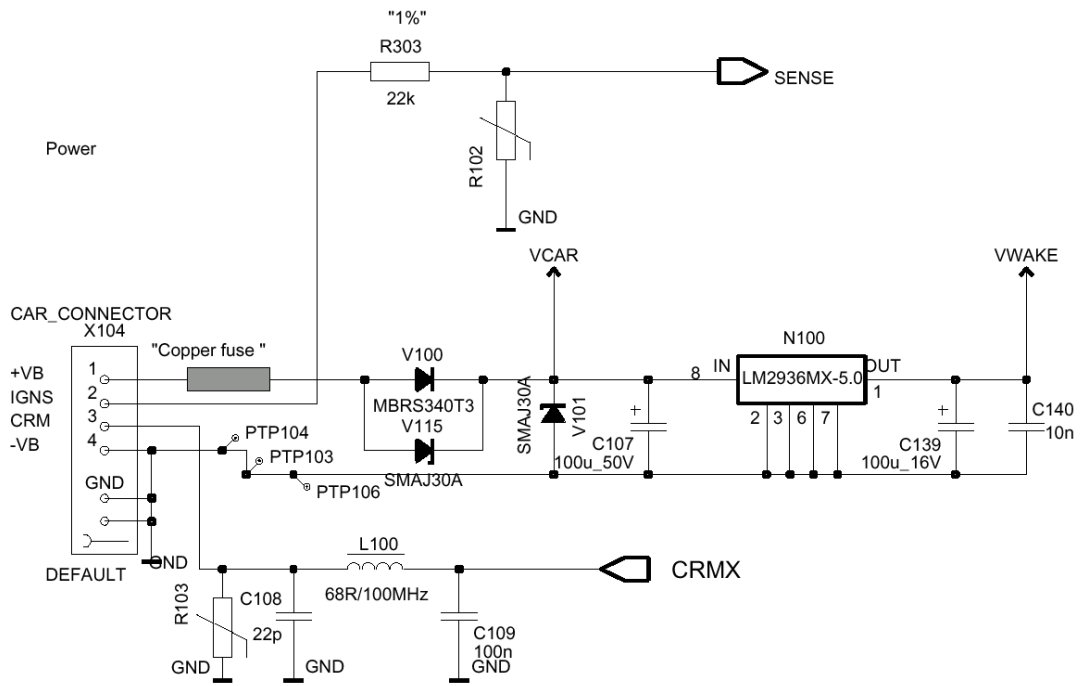 "1%"
R303
22k
SENSE
Power
R102
GND
VCAR
VWAKE
CAR_CONNECTOR
X104
"Copper fuse "
V100
N100
+VB
1
IN
OUT
8
LM2936MX-5.0
1
IGNS
2
MBRS340T3
CRM
3
V115
SMAJ30A
V101
2
3
6
7
C140
10n
-VB
4
PTP104
C107
100u_50V
C139
100u_16V
PTP103
SMAJ30A
GND
PTP106
GND
L100
DEFAULT
CRMX
68R/100MHz
R103
C108
22p
C109
100n
GND
GND
GND